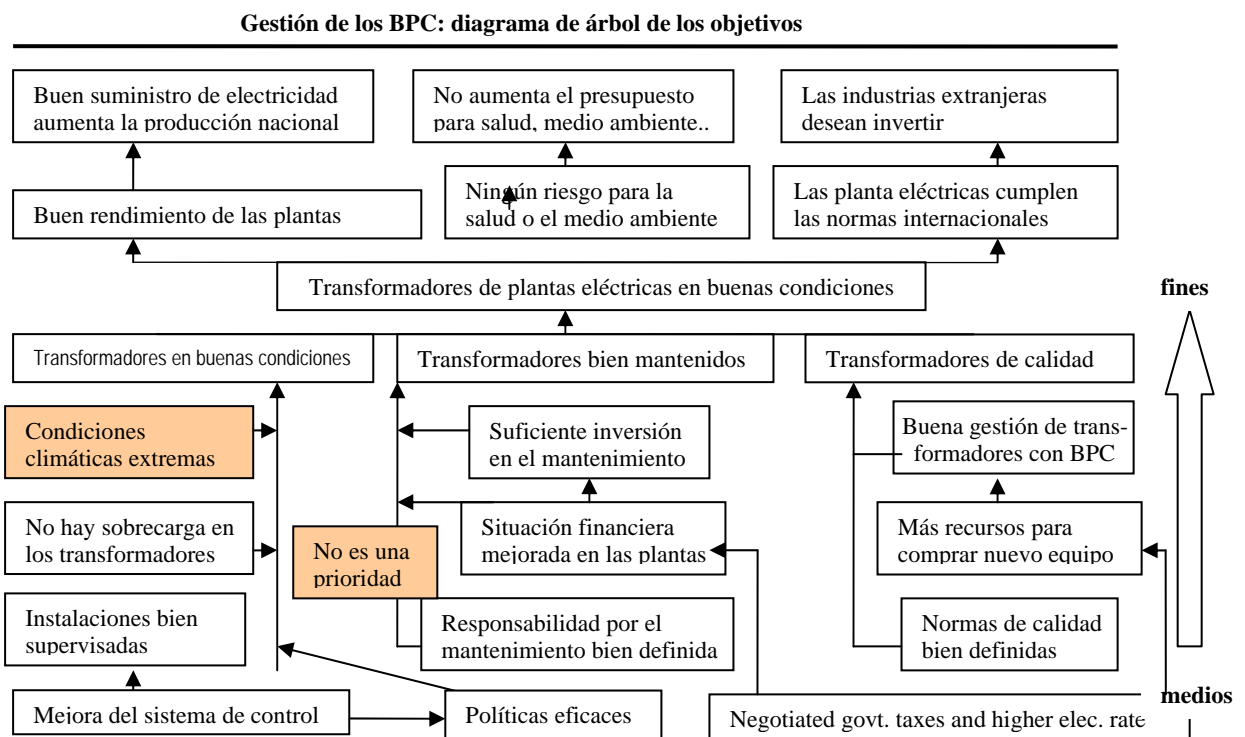 Gestión de los BPC: diagrama de árbol de los objetivos
Buen suministro de electricidad
aumenta la producción nacional
No aumenta el presupuesto
para salud, medio ambiente..
Las industrias extranjeras
desean invertir
Buen rendimiento de las plantas
Ningún riesgo para la
salud o el medio ambiente
Las planta eléctricas cumplen
las normas internacionales
Transformadores de plantas eléctricas en buenas condiciones
fines
Transformadores en buenas condiciones
Transformadores bien mantenidos
Transformadores de calidad
Condiciones
climáticas extremas
Suficiente inversión
en el mantenimiento
Buena gestión de trans-
formadores con BPC
No hay sobrecarga en
los transformadores
No es una
prioridad
Situación financiera
mejorada en las plantas
Más recursos para
comprar nuevo equipo
Instalaciones bien
supervisadas
Responsabilidad por el
mantenimiento bien definida
Normas de calidad
bien definidas
medios
Mejora del sistema de control
Políticas eficaces
Negotiated govt. taxes and higher elec. rate